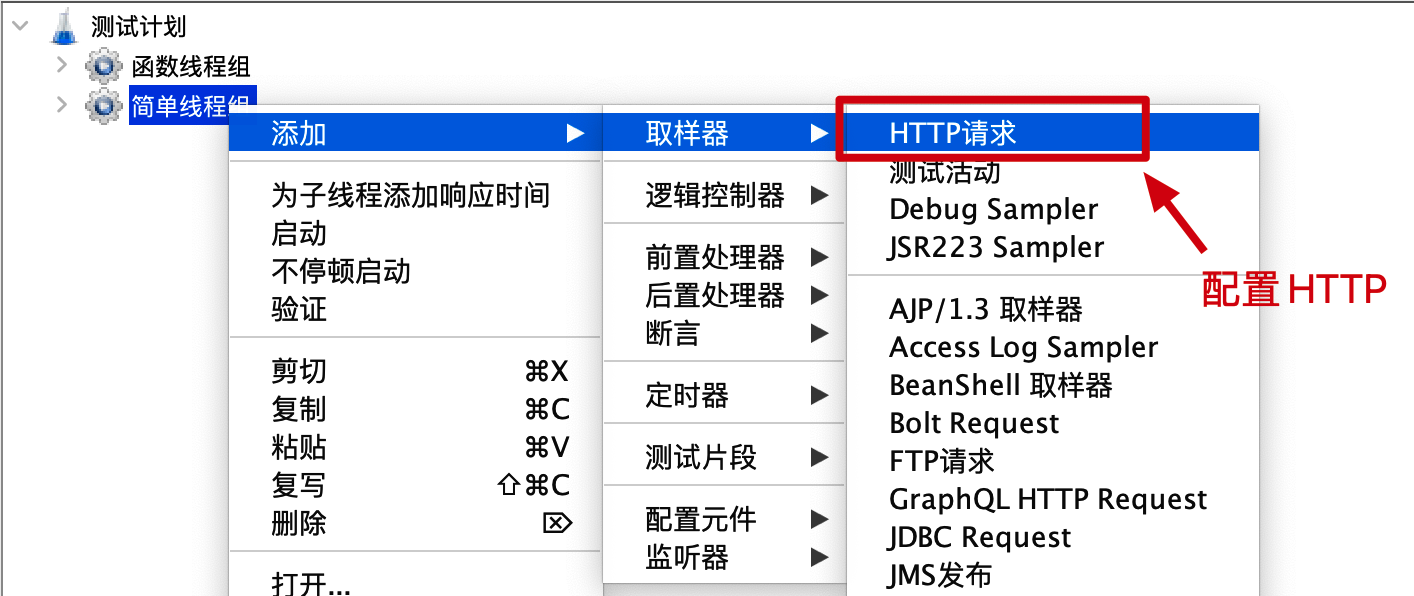 测试计划
函数线程组
简单线程组
添加
为子线程添加响应时间
启动
不停顿启动
验证
剪切 ⌘X
复制 ⌘C
粘贴 ⌘V
复写 ⇧⌘C
删除 ⌦
打开...
取样器
逻辑控制器
前置处理器
后置处理器
断言
定时器
测试片段
配置元件
监听器
HTTP请求
测试活动
Debug Sampler
JSR223 Sampler
AJP/1.3 取样器
Access Log Sampler
BeanShell 取样器
Bolt Request
FTP请求
GraphQL HTTP Request
JDBC Request
JMS发布
配置 HTTP